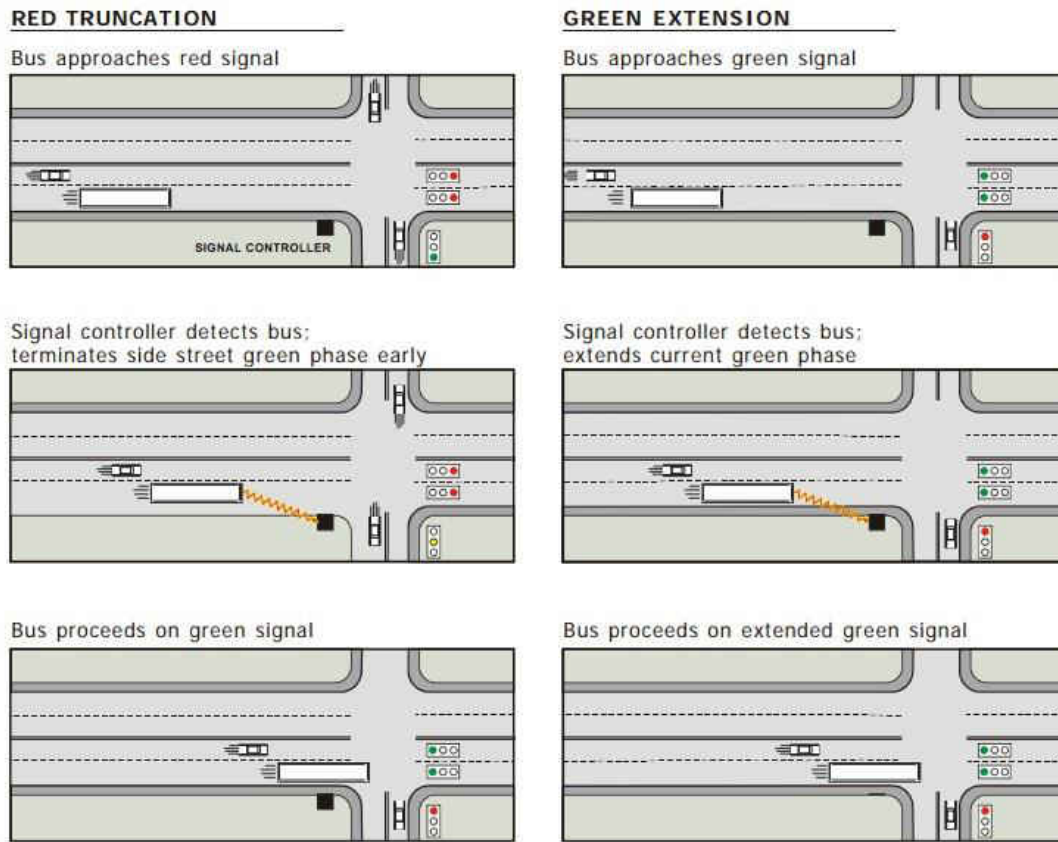 RED TRUNCATION
Bus approaches red signal
SIGNAL CONTROLLER
Signal controller detects bus;
terminates side street green phase early
Bus proceeds on green signal
GREEN EXTENSION
Bus approaches green signal
Signal controller detects bus;
extends current green phase
Bus proceeds on extended green signal